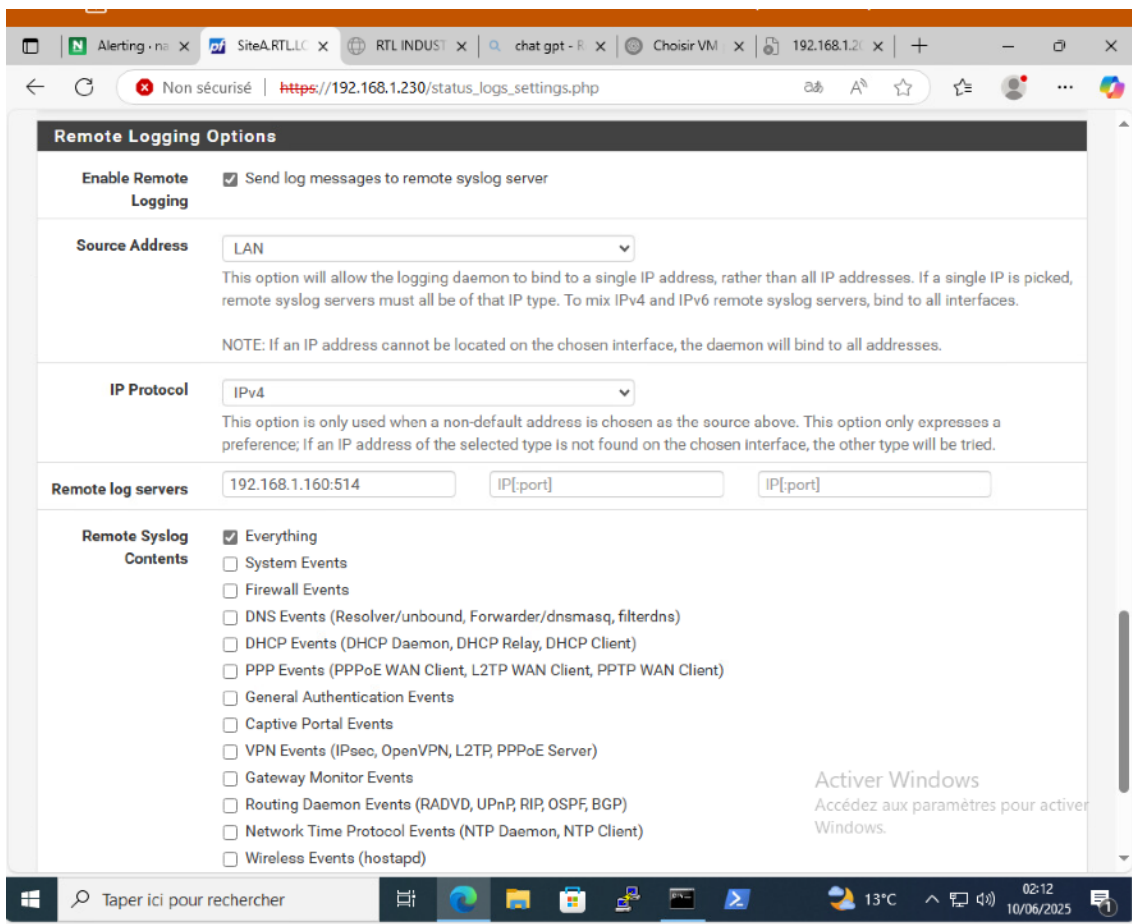 Alerting · na
SiteA.RTL.LC
RTL INDUST
chat gpt - R
Choisir VM
192.168.1.20
Non sécurisé
https://192.168.1.230/status_logs_settings.php
Remote Logging Options
Enable Remote Logging
Send log messages to remote syslog server
Source Address
LAN
This option will allow the logging daemon to bind to a single IP address, rather than all IP addresses. If a single IP is picked,
remote syslog servers must all be of that IP type. To mix IPv4 and IPv6 remote syslog servers, bind to all interfaces.
NOTE: If an IP address cannot be located on the chosen interface, the daemon will bind to all addresses.
IP Protocol
IPv4
This option is only used when a non-default address is chosen as the source above. This option only expresses a
preference; If an IP address of the selected type is not found on the chosen interface, the other type will be tried.
Remote log servers
192.168.1.160:514
IP[:port]
IP[:port]
Remote Syslog
Contents
Everything
System Events
Firewall Events
DNS Events (Resolver/unbound, Forwarder/dnsmasq, filterdns)
DHCP Events (DHCP Daemon, DHCP Relay, DHCP Client)
PPP Events (PPPoE WAN Client, L2TP WAN Client, PPTP WAN Client)
General Authentication Events
Captive Portal Events
VPN Events (IPsec, OpenVPN, L2TP, PPPoE Server)
Gateway Monitor Events
Routing Daemon Events (RADVD, UPnP, RIP, OSPF, BGP)
Network Time Protocol Events (NTP Daemon, NTP Client)
Wireless Events (hostapd)
Activer Windows
Accédez aux paramètres pour activer
Windows.
Taper ici pour rechercher
13°C
02:12
10/06/2025